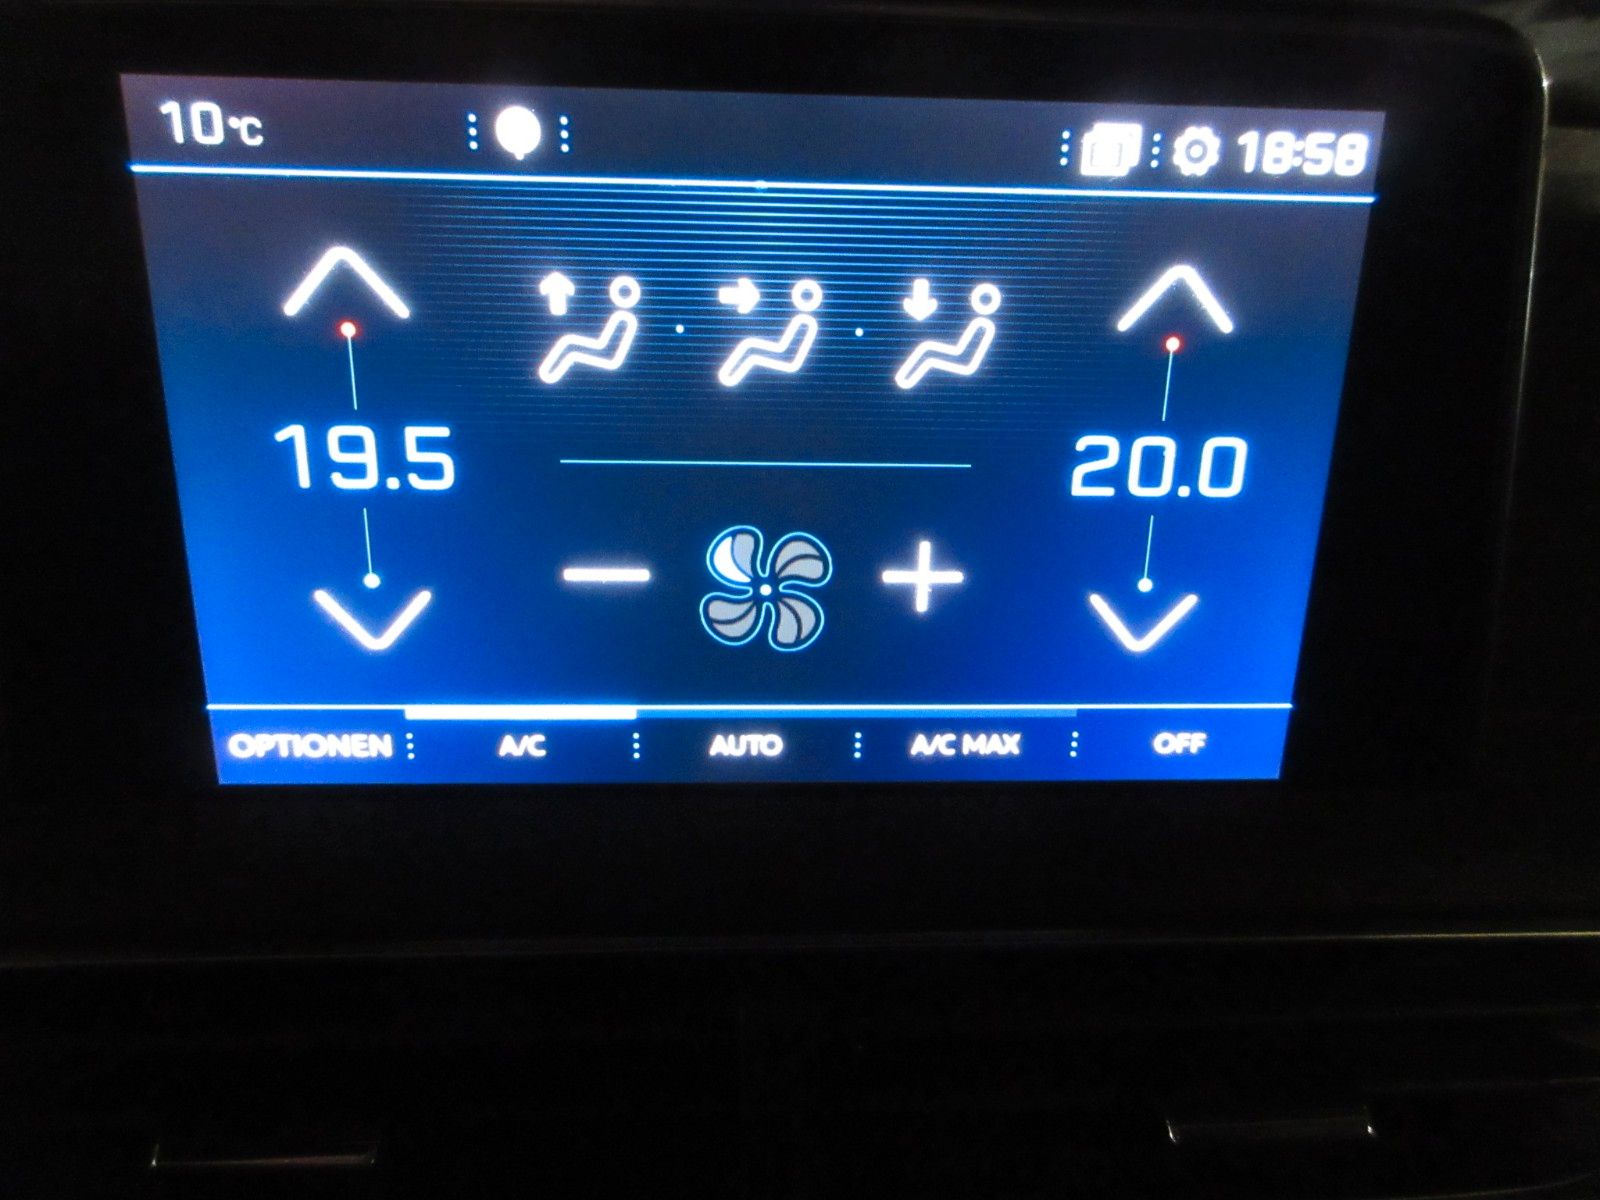 10°C 18:58
19.5 20.0
OPTIONEN A/C AUTO A/C MAX OFF